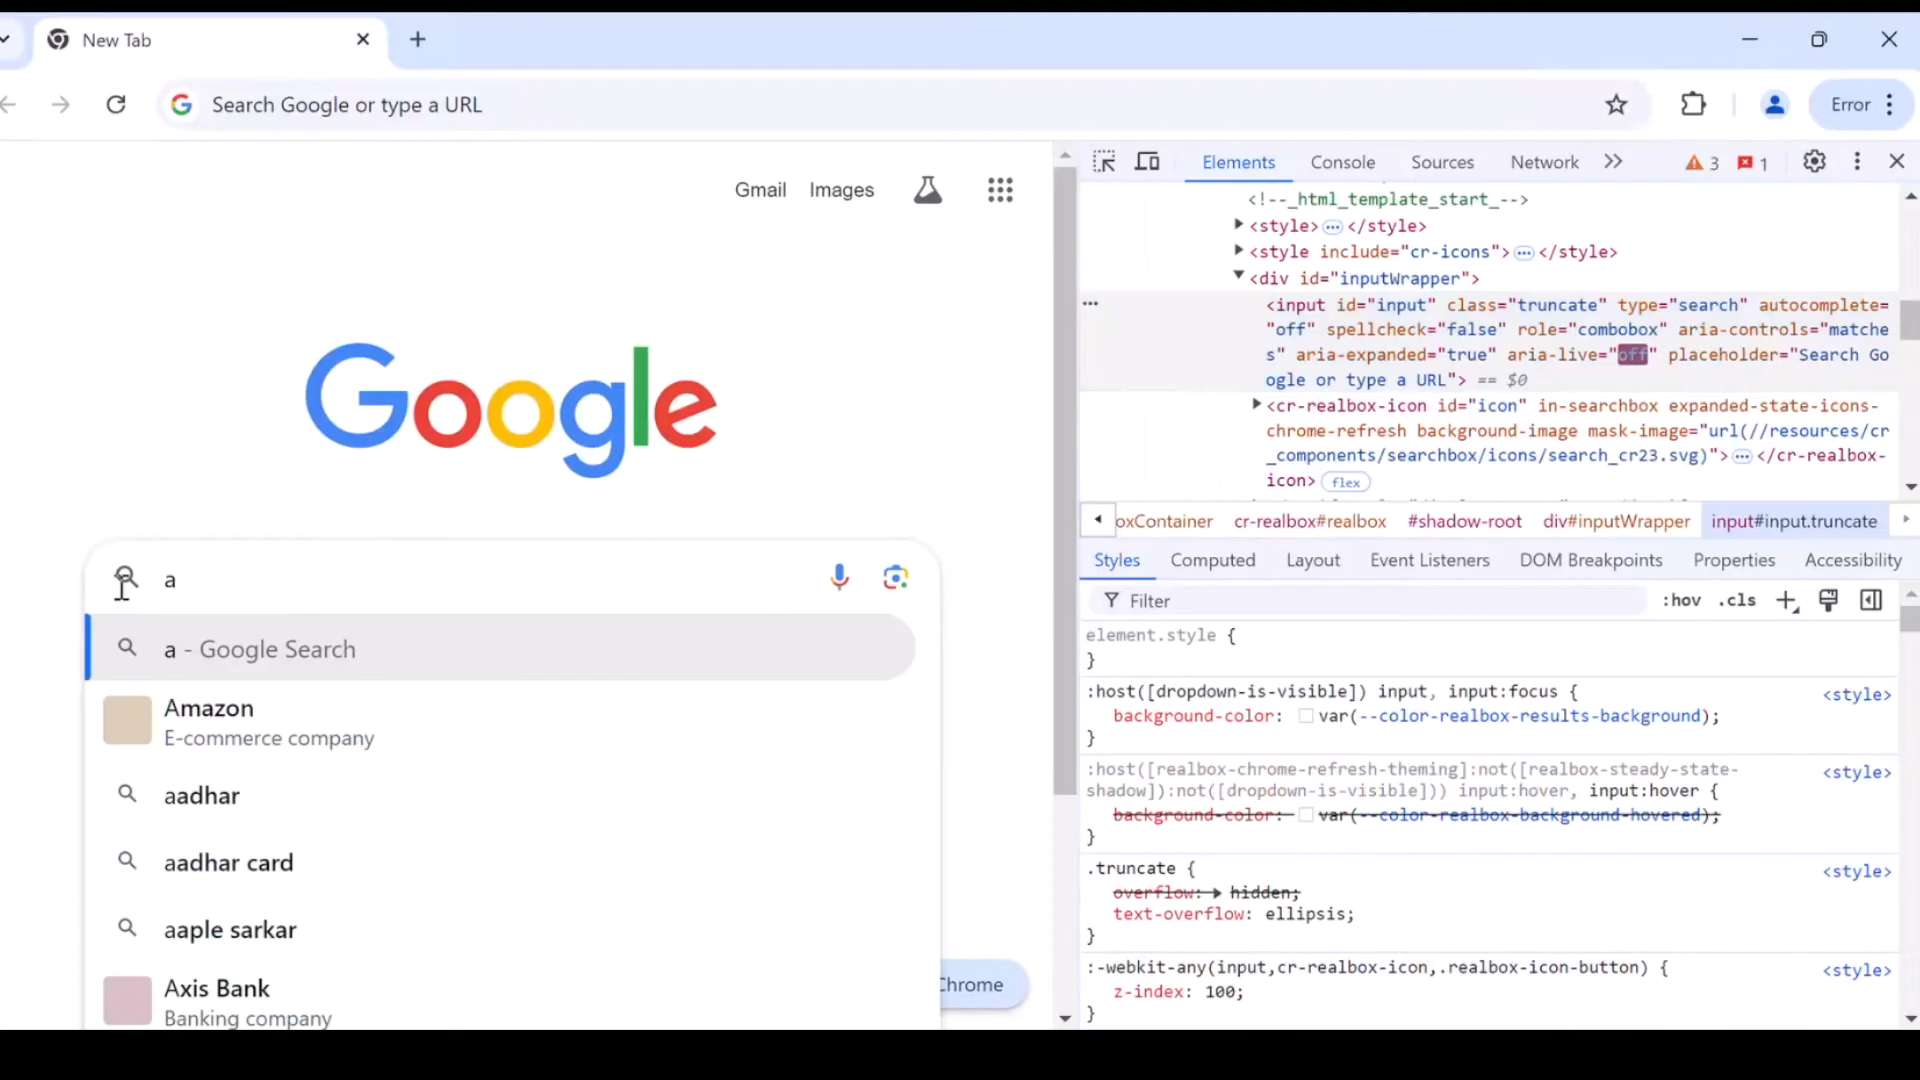 New Tab
Search Google or type a URL
Error
Gmail Images
Google
a
a - Google Search
Amazon
E-commerce company
aadhar
aadhar card
aaple sarkar
Axis Bank
Banking company
Chrome
Elements Console Sources Network 3 1
<!--_html_template_start_-->
<style> ••• </style>
<style include="cr-icons"> ••• </style>
<div id="inputWrapper">
<input id="input" class="truncate" type="search" autocomplete=
"off" spellcheck="false" role="combobox" aria-controls="matche
s" aria-expanded="true" aria-live="off" placeholder="Search Go
ogle or type a URL"> == $0
<cr-realbox-icon id="icon" in-searchbox expanded-state-icons-
chrome-refresh background-image mask-image="url(//resources/cr
_components/searchbox/icons/search_cr23.svg)"> ••• </cr-realbox-
icon> flex
oxContainer cr-realbox#realbox #shadow-root div#inputWrapper input#input.truncate
Styles Computed Layout Event Listeners DOM Breakpoints Properties Accessibility
Filter :hov .cls
element.style {
}
:host([dropdown-is-visible]) input, input:focus { <style>
background-color: var(--color-realbox-results-background);
}
:host([realbox-chrome-refresh-theming]:not([realbox-steady-state- <style>
shadow]):not([dropdown-is-visible])) input:hover, input:hover {
background-color: var(--color-realbox-background-hovered);
}
.truncate { <style>
overflow: hidden;
text-overflow: ellipsis;
}
:-webkit-any(input,cr-realbox-icon,.realbox-icon-button) { <style>
z-index: 100;
}